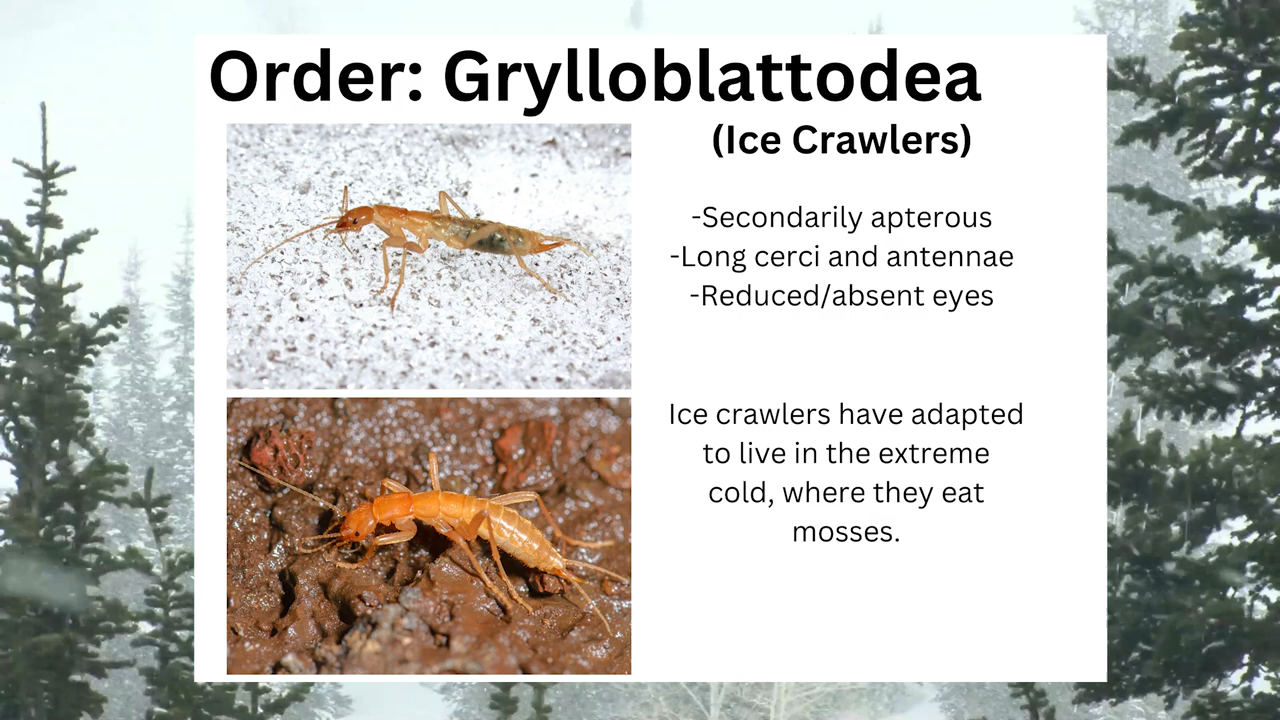 Order: Grylloblattodea
(Ice Crawlers)
-Secondarily apterous
-Long cerci and antennae
-Reduced/absent eyes
Ice crawlers have adapted
to live in the extreme
cold, where they eat
mosses.